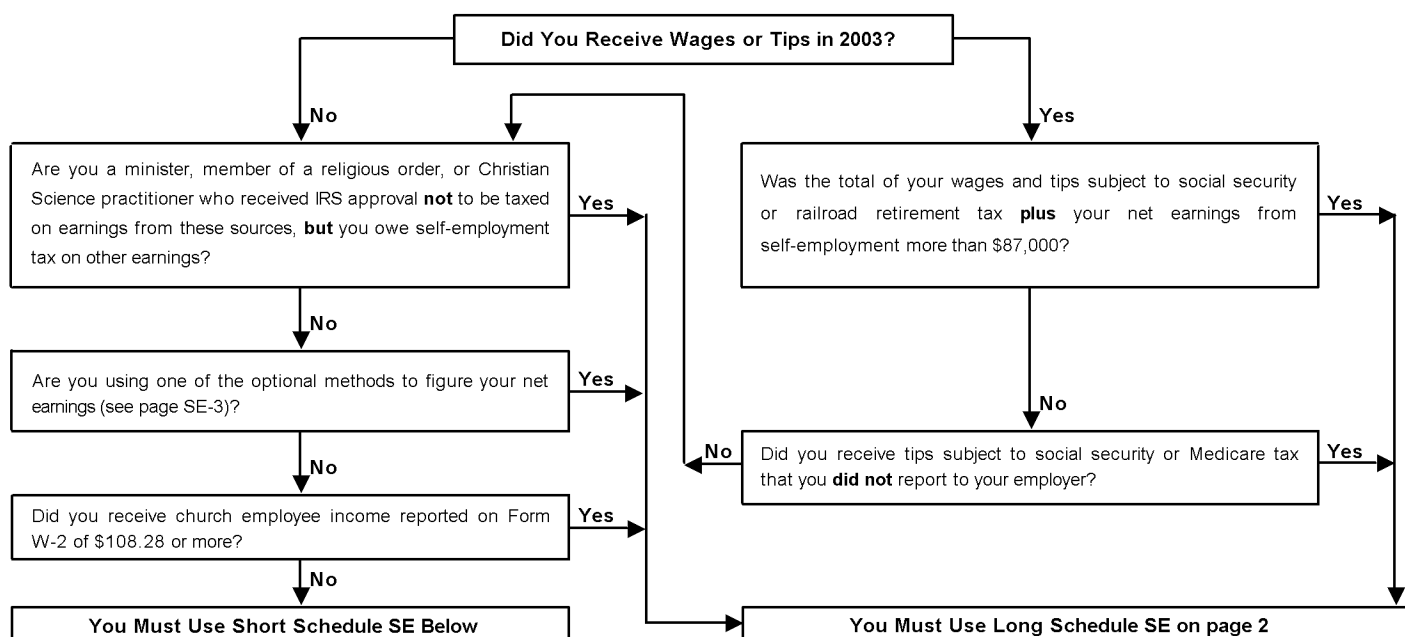 Did You Receive Wages or Tips in 2003?
No
Yes
Are you a minister, member of a religious order, or Christian
Science practitioner who received IRS approval not to be taxed
on earnings from these sources, but you owe self-employment
tax on other earnings?
Yes
Was the total of your wages and tips subject to social security
or railroad retirement tax plus your net earnings from
self-employment more than $87,000?
Yes
No
Are you using one of the optional methods to figure your net
earnings (see page SE-3)?
Yes
No
No
Did you receive tips subject to social security or Medicare tax
that you did not report to your employer?
Yes
No
Did you receive church employee income reported on Form
W-2 of $108.28 or more?
Yes
No
You Must Use Short Schedule SE Below
You Must Use Long Schedule SE on page 2